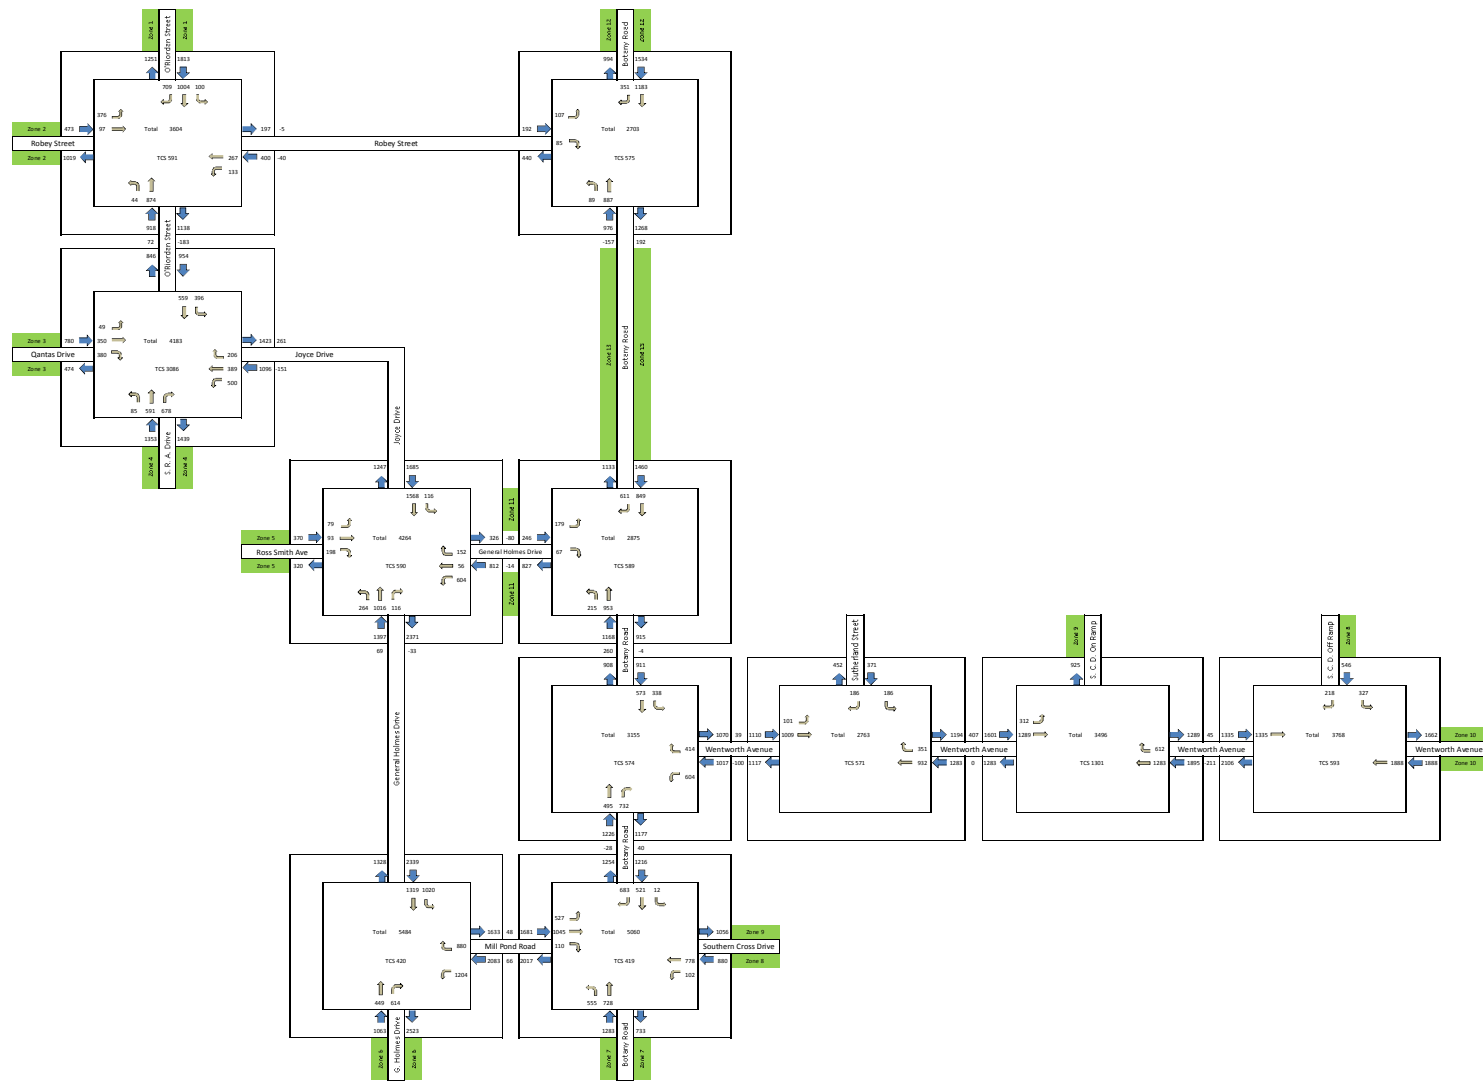 Zone 1
O'Riordan Street
Zone 1
1251 1813
709 1004 100
376
Zone 2 473 97 Total 3604 197 -5
Robey Street
Zone 2 1019 TCS 591 267 400 -40
133
44 874
918 1138
72 -183
O'Riordan Street
846 954
559 396
49
Zone 3 780 350 Total 4183 1423 261
Qantas Drive 380 206 Joyce Drive
Zone 3 474 TCS 3086 389 1096 -151
500
85 591 678
1353 1439
Zone 4
S. R. A. Drive
Zone 4
Robey Street
Zone 12
Botany Road
Zone 12
994 1534
351 1183
107
192 Total 2703
85
440 TCS 575
89 887
976 1268
-157 192
Zone 13
Botany Road
Zone 13
Joyce Drive
1247 1685
1568 116
79
Zone 5 370 93 Total 4264 326 -80 246
Ross Smith Ave 198 152 General Holmes Drive
Zone 5 320 TCS 590 56 812 -14 827
604
264 1016 116
1397 2371
69 -33
Zone 11
Zone 11
1133 1460
611 849
179
Total 2875
67
TCS 589
215 953
1168 915
260 -4
Botany Road
908 911
573 338
Total 3155 1070 39 1110
414 Wentworth Avenue
TCS 574 1017 -100 1117
604
495 732
1226 1177
-28 40
Botany Road
Sutherland Street
452 371
186 186
101
1009 Total 2763 1194 407 1601
351 Wentworth Avenue
TCS 571 932 1283 0 1283
Zone 9
S. C. D. On Ramp
925
312
1289 Total 3496 1289 45 1335
612 Wentworth Avenue
TCS 1301 1283 1895 -211 2106
S. C. D. Off Ramp
Zone 8
546
218 327
1335 Total 3768 1662 Zone 10
Wentworth Avenue
TCS 593 1888 1888 Zone 10
General Holmes Drive
1328 2339
1319 1020
Total 5484 1633 48 1681
880 Mill Pond Road
TCS 420 2083 66 2017
1204
449 614
1063 2523
Zone 6
G. Holmes Drive
Zone 6
1254 1216
683 521 12
527
1045 Total 5060 1056 Zone 9
110 Southern Cross Drive
TCS 419 778 880 Zone 8
102
555 728
1283 733
Zone 7
Botany Road
Zone 7